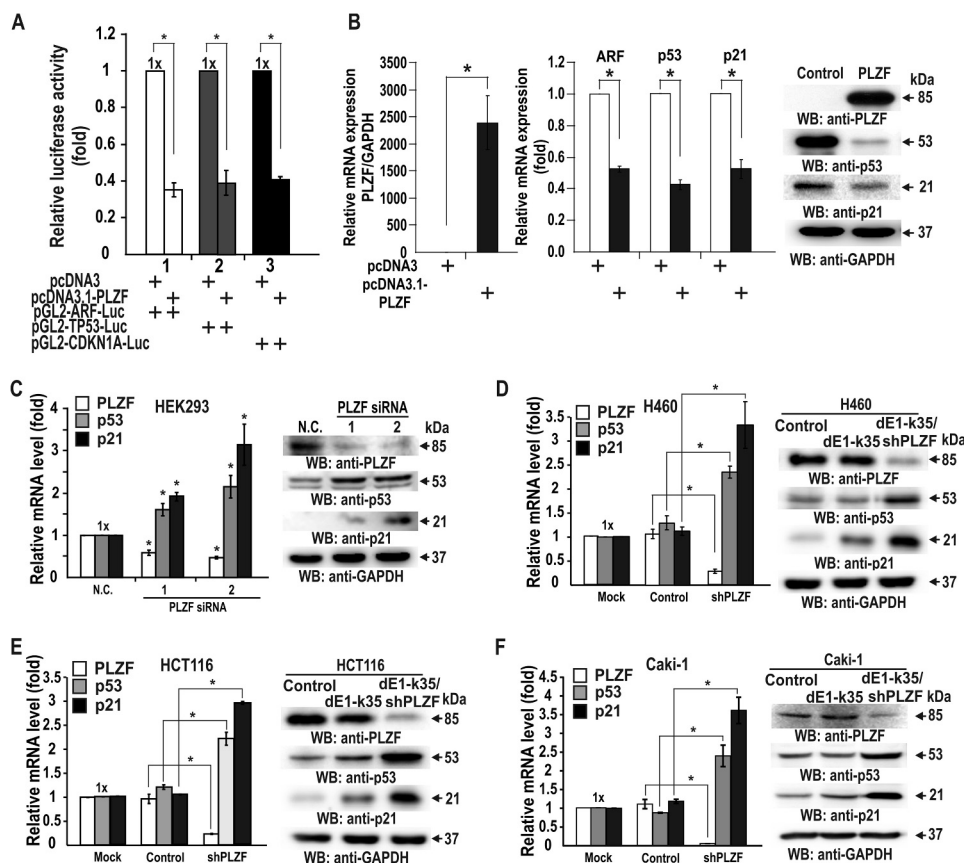 A
Relative luciferase activity
(fold)
1.2
1
0.8
0.6
0.4
0.2
0
1x
*
1x
*
1x
*
1 2 3
pcDNA3 + + +
pcDNA3.1-PLZF + + +
pGL2-ARF-Luc + +
pGL2-TP53-Luc + +
pGL2-CDKN1A-Luc + +
B
Relative mRNA expression
PLZF/GAPDH
3500
3000
2500
2000
1500
1000
500
0
*
pcDNA3 +
pcDNA3.1- +
PLZF
Relative mRNA expression
(fold)
1.2
1.0
0.8
0.6
0.4
0.2
0.0
ARF p53 p21
* * *
+ + +
+ + +
Control PLZF kDa
85
WB: anti-PLZF
53
WB: anti-p53
21
WB: anti-p21
37
WB: anti-GAPDH
C
HEK293
Relative mRNA level (fold)
4
3.5
3
2.5
2
1.5
1
0.5
0
PLZF
p53
p21
1x
* * *
* * *
N.C. 1 2
PLZF siRNA
PLZF siRNA
N.C. 1 2 kDa
85
WB: anti-PLZF
53
WB: anti-p53
21
WB: anti-p21
37
WB: anti-GAPDH
D
H460
Relative mRNA level (fold)
4
3.5
3
2.5
2
1.5
1
0.5
0
PLZF
p53
p21
1x
*
*
*
Mock Control shPLZF
H460
Control dE1-k35 dE1-k35/
shPLZF kDa
85
WB: anti-PLZF
53
WB: anti-p53
21
WB: anti-p21
37
WB: anti-GAPDH
E
HCT116
Relative mRNA level (fold)
3.5
3
2.5
2
1.5
1
0.5
0
PLZF
p53
p21
1x
*
*
*
Mock Control shPLZF
HCT116
Control dE1-k35 dE1-k35/
shPLZF kDa
85
WB: anti-PLZF
53
WB: anti-p53
21
WB: anti-p21
37
WB: anti-GAPDH
F
Caki-1
Relative mRNA level (fold)
4.5
4
3.5
3
2.5
2
1.5
1
0.5
0
PLZF
p53
p21
1x
*
*
*
Mock Control shPLZF
Caki-1
Control dE1-k35 dE1-k35/
shPLZF kDa
85
WB: anti-PLZF
53
WB: anti-p53
21
WB: anti-p21
37
WB: anti-GAPDH